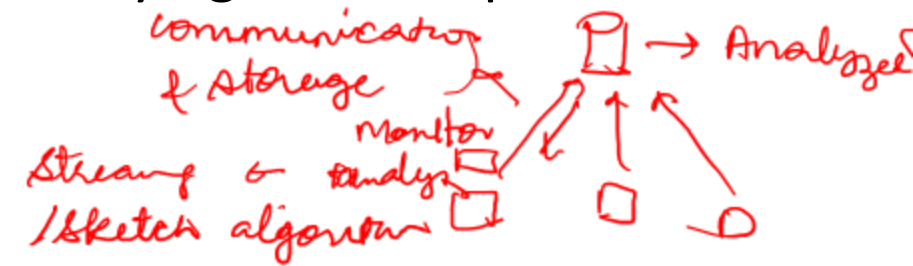 communication → Analyzer
& storage
Monitor
Streaming ← analysis
/sketch algorithm